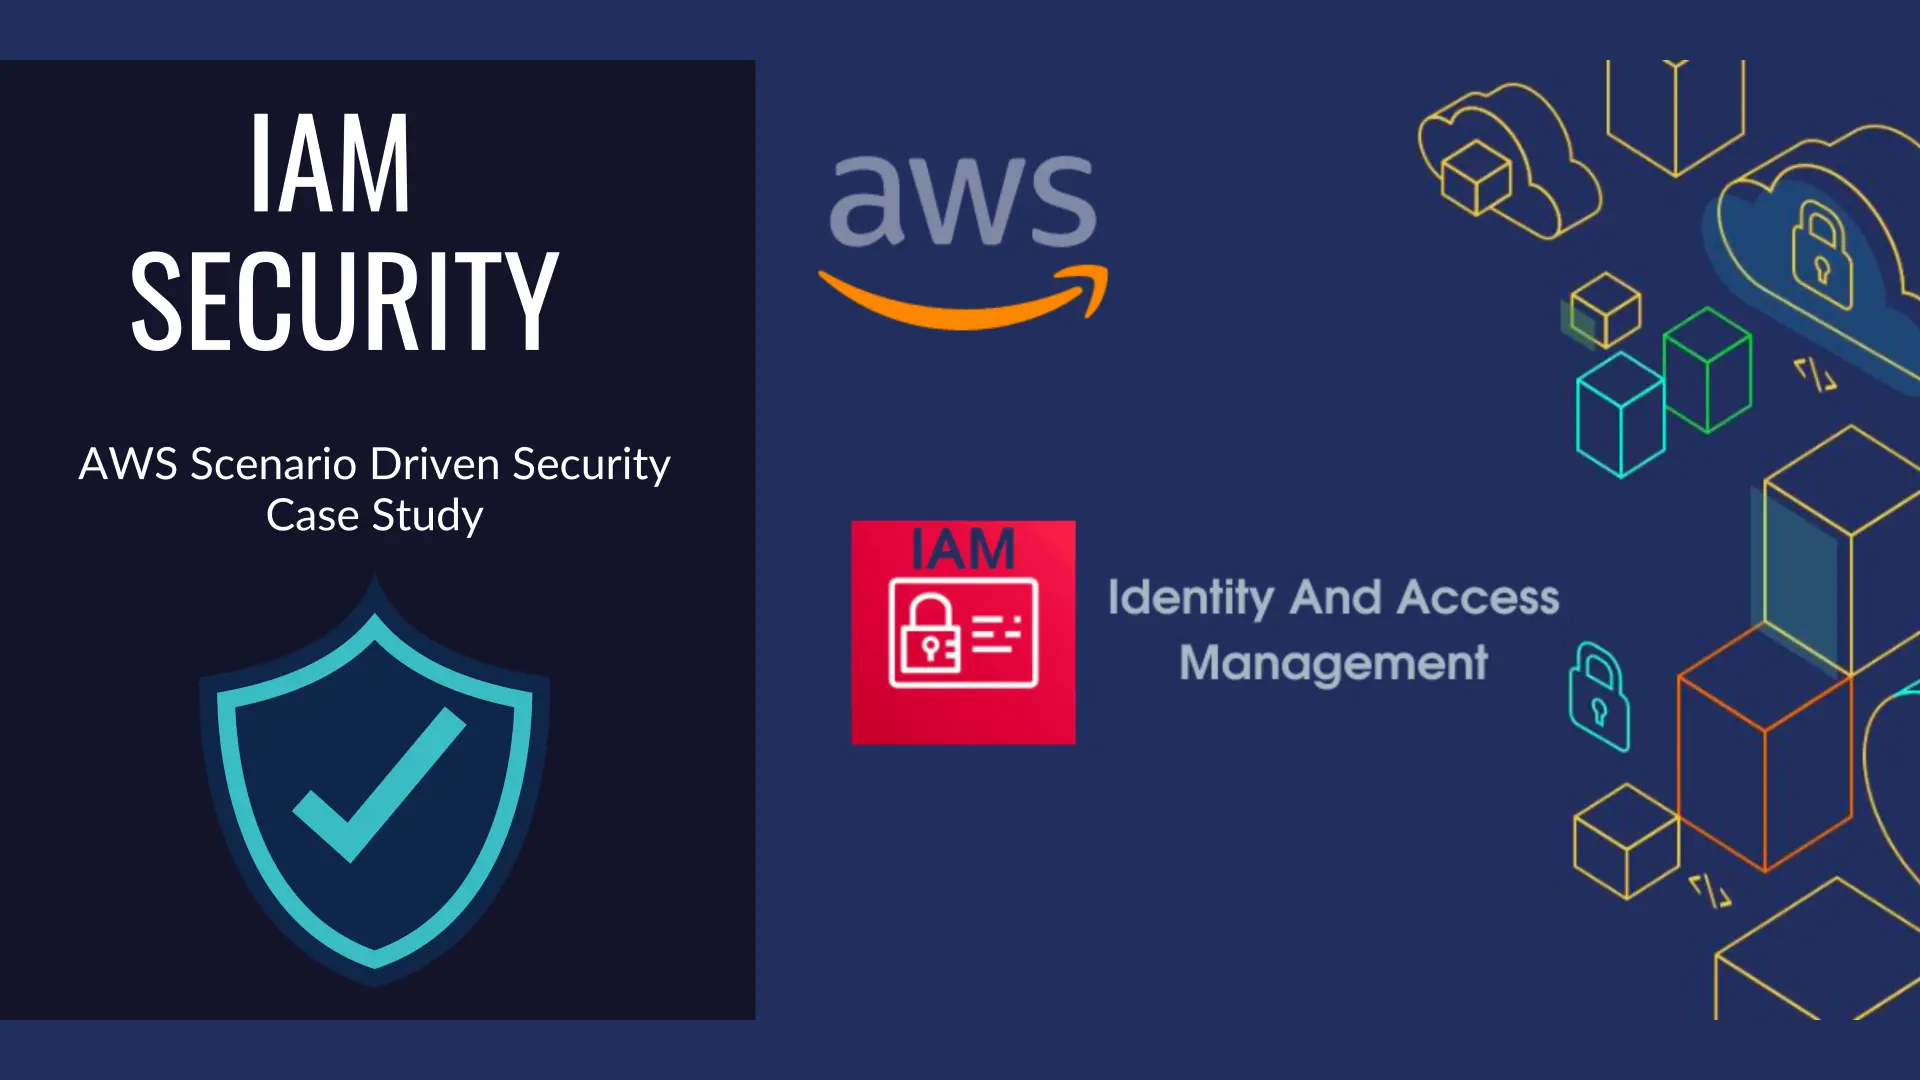 IAM
SECURITY
AWS Scenario Driven Security
Case Study
aws
IAM
Identity And Access
Management
</>
</>